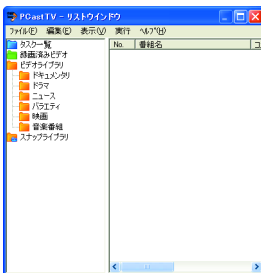 PCastTV - リストウインドウ
ファイル(F) 編集(E) 表示(V) 実行 ヘルプ(H)
タスク一覧
録画済みビデオ
ビデオライブラリ
ドキュメンタリ
ドラマ
ニュース
バラエティ
映画
音楽番組
スナップライブラリ
No. 番組名 コ